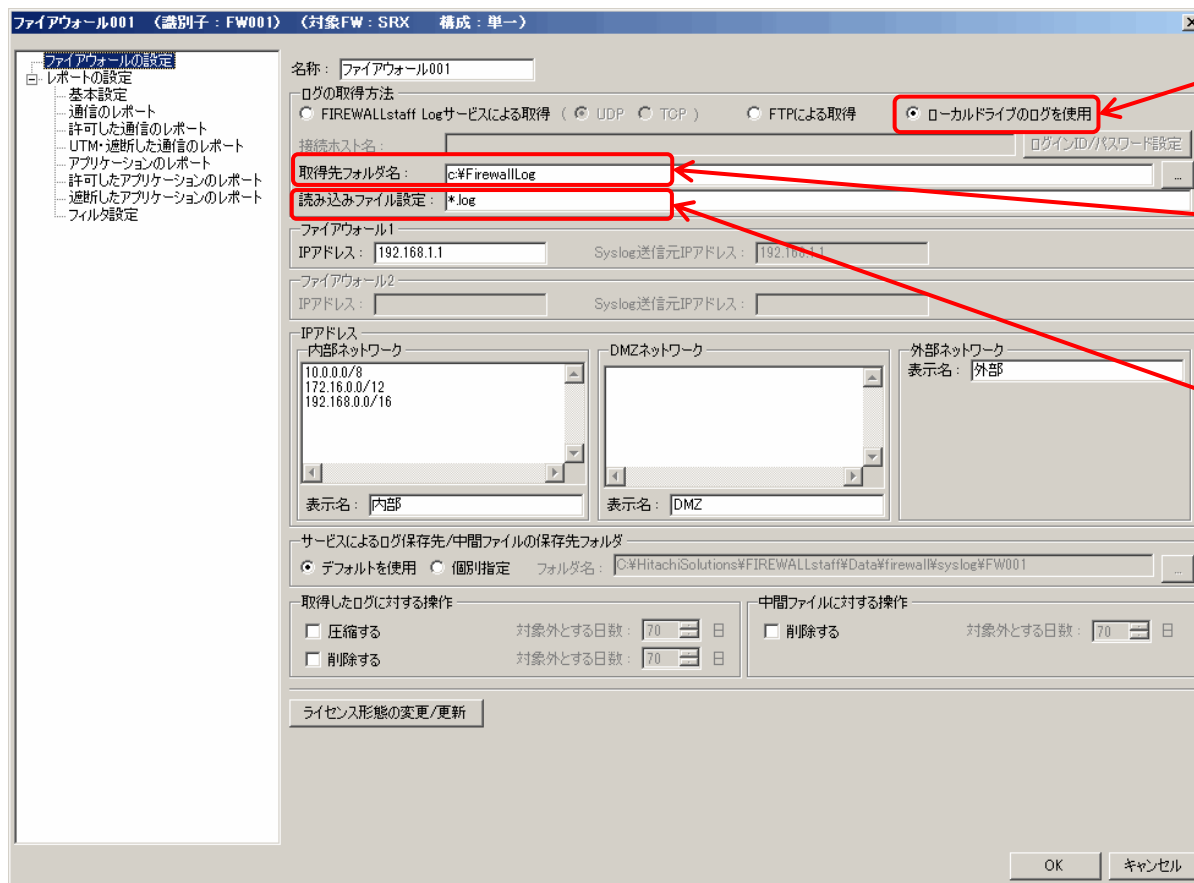 ファイアウォール001 （識別子：FW001） （対象FW：SRX 構成：単一）
ファイアウォールの設定
レポートの設定
基本設定
通信のレポート
許可した通信のレポート
UTM・遮断した通信のレポート
アプリケーションのレポート
許可したアプリケーションのレポート
遮断したアプリケーションのレポート
フィルタ設定
名称： ファイアウォール001
ログの取得方法
FIREWALLstaff Logサービスによる取得 （ UDP TCP ） FTPによる取得 ローカルドライブのログを使用
接続ホスト名： ログインID/パスワード設定
取得先フォルダ名： c:¥FirewallLog ...
読み込みファイル設定： *.log
ファイアウォール1
IPアドレス： 192.168.1.1 Syslog送信元IPアドレス： 192.168.1.1
ファイアウォール2
IPアドレス： Syslog送信元IPアドレス：
IPアドレス
内部ネットワーク
10.0.0.0/8
172.16.0.0/12
192.168.0.0/16
表示名： 内部
DMZネットワーク
表示名： DMZ
外部ネットワーク
表示名： 外部
サービスによるログ保存先/中間ファイルの保存先フォルダ
デフォルトを使用 個別指定 フォルダ名： C:¥HitachiSolutions¥FIREWALLstaff¥Data¥firewall¥syslog¥FW001 ...
取得したログに対する操作
圧縮する 対象外とする日数： 70 日
削除する 対象外とする日数： 70 日
中間ファイルに対する操作
削除する 対象外とする日数： 70 日
ライセンス形態の変更/更新
OK キャンセル